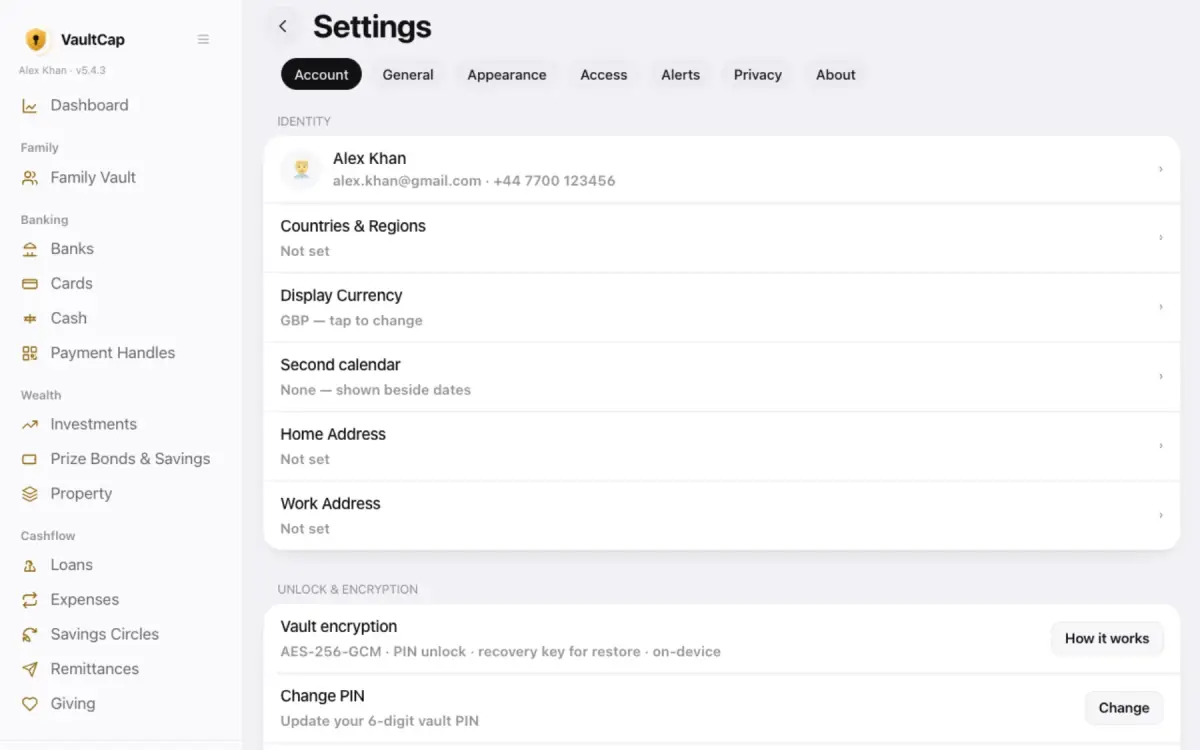 VaultCap
Alex Khan · v5.4.3
Dashboard
Family
Family Vault
Banking
Banks
Cards
Cash
Payment Handles
Wealth
Investments
Prize Bonds & Savings
Property
Cashflow
Loans
Expenses
Savings Circles
Remittances
Giving
Settings
Account
General
Appearance
Access
Alerts
Privacy
About
IDENTITY
Alex Khan
alex.khan@gmail.com · +44 7700 123456
Countries & Regions
Not set
Display Currency
GBP — tap to change
Second calendar
None — shown beside dates
Home Address
Not set
Work Address
Not set
UNLOCK & ENCRYPTION
Vault encryption
AES-256-GCM · PIN unlock · recovery key for restore · on-device
How it works
Change PIN
Update your 6-digit vault PIN
Change